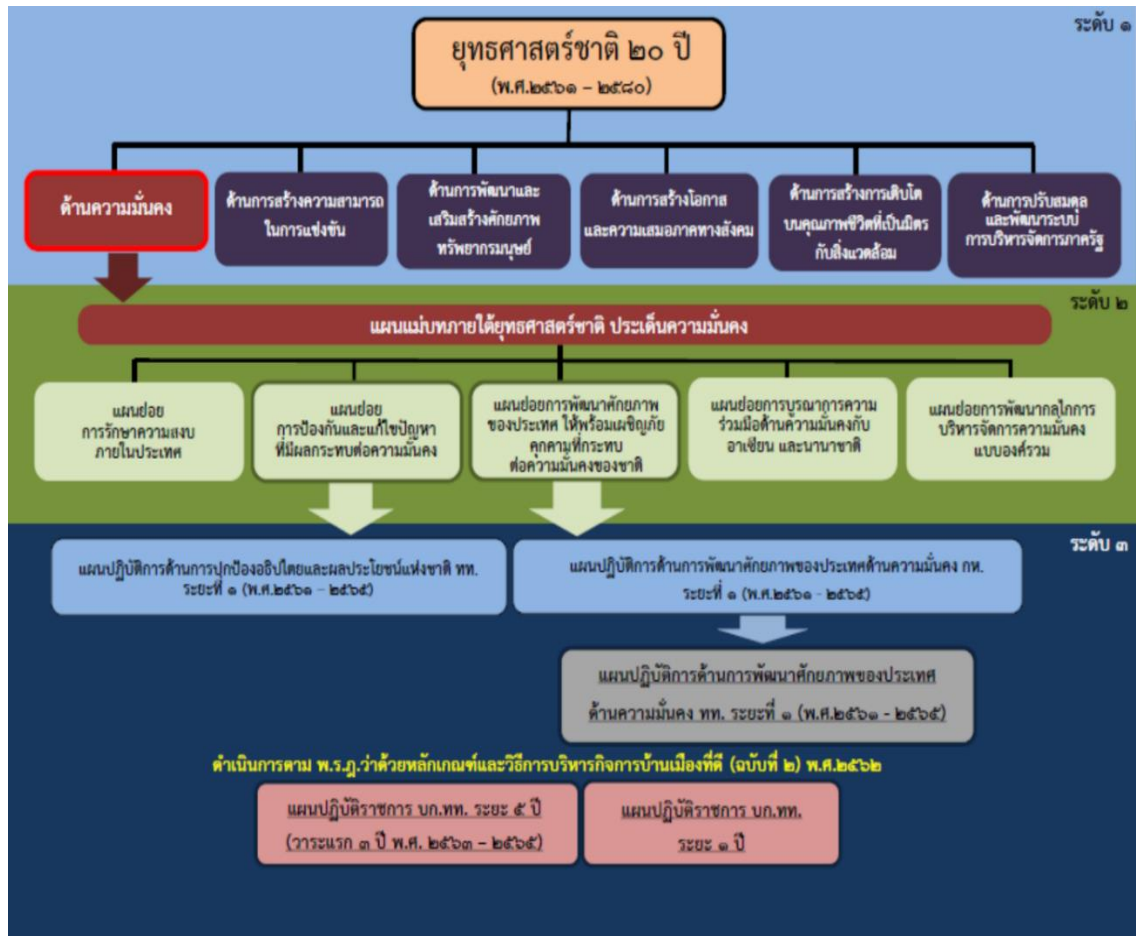 ระดับ ๑
ยุทธศาสตร์ชาติ ๒๐ ปี
(พ.ศ.๒๕๖๑ – ๒๕๘๐)
ด้านความมั่นคง
ด้านการสร้างความสามารถ
ในการแข่งขัน
ด้านการพัฒนาและ
เสริมสร้างศักยภาพ
ทรัพยากรมนุษย์
ด้านการสร้างโอกาส
และความเสมอภาคทางสังคม
ด้านการสร้างการเติบโต
บนคุณภาพชีวิตที่เป็นมิตร
กับสิ่งแวดล้อม
ด้านการปรับสมดุล
และพัฒนาระบบ
การบริหารจัดการภาครัฐ
ระดับ ๒
แผนแม่บทภายใต้ยุทธศาสตร์ชาติ ประเด็นความมั่นคง
แผนย่อย
การรักษาความสงบ
ภายในประเทศ
แผนย่อย
การป้องกันและแก้ไขปัญหา
ที่มีผลกระทบต่อความมั่นคง
แผนย่อยการพัฒนาศักยภาพ
ของประเทศ ให้พร้อมเผชิญภัย
คุกคามที่กระทบ
ต่อความมั่นคงของชาติ
แผนย่อยการบูรณาการความ
ร่วมมือด้านความมั่นคงกับ
อาเซียน และนานาชาติ
แผนย่อยการพัฒนากลไกการ
บริหารจัดการความมั่นคง
แบบองค์รวม
ระดับ ๓
แผนปฏิบัติการด้านการปกป้องอธิปไตยและผลประโยชน์แห่งชาติ ทท.
ระยะที่ ๑ (พ.ศ.๒๕๖๑ – ๒๕๖๕)
แผนปฏิบัติการด้านการพัฒนาศักยภาพของประเทศด้านความมั่นคง กห.
ระยะที่ ๑ (พ.ศ.๒๕๖๑ - ๒๕๖๕)
แผนปฏิบัติการด้านการพัฒนาศักยภาพของประเทศ
ด้านความมั่นคง ทท. ระยะที่ ๑ (พ.ศ.๒๕๖๑ - ๒๕๖๕)
ดำเนินการตาม พ.ร.ฎ.ว่าด้วยหลักเกณฑ์และวิธีการบริหารกิจการบ้านเมืองที่ดี (ฉบับที่ ๒) พ.ศ.๒๕๖๒
แผนปฏิบัติราชการ บก.ทท. ระยะ ๕ ปี
(วาระแรก ๓ ปี พ.ศ. ๒๕๖๓ – ๒๕๖๕)
แผนปฏิบัติราชการ บก.ทท.
ระยะ ๑ ปี